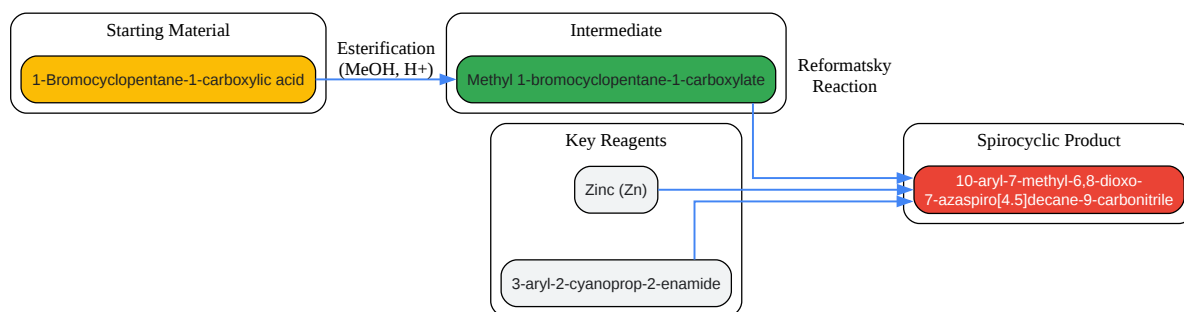 Starting Material
1-Bromocyclopentane-1-carboxylic acid
Esterification
(MeOH, H+)
Intermediate
Methyl 1-bromocyclopentane-1-carboxylate
Reformatsky
Reaction
Key Reagents
Zinc (Zn)
3-aryl-2-cyanoprop-2-enamide
Spirocyclic Product
10-aryl-7-methyl-6,8-dioxo-
7-azaspiro[4.5]decane-9-carbonitrile